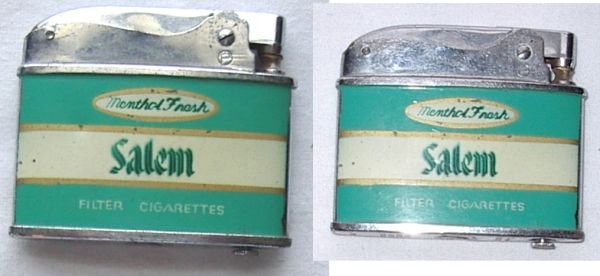 Menthol Fresh
Salem
FILTER CIGARETTES
Menthol Fresh
Salem
FILTER CIGARETTES